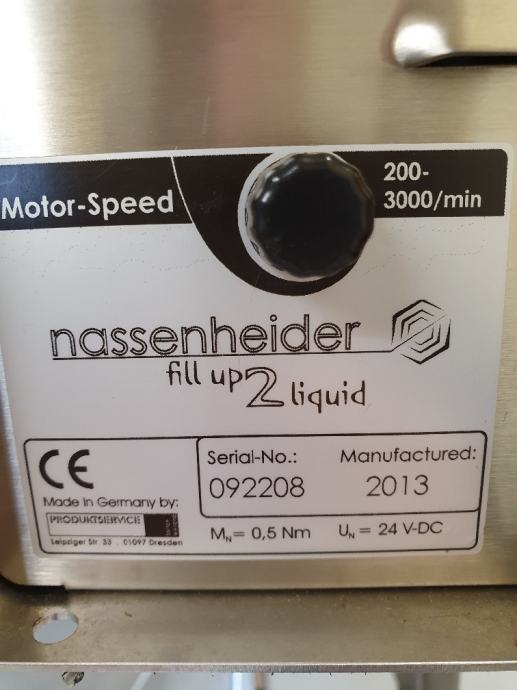 Motor-Speed
200-
3000/min
nassenheider
fill up 2 liquid
CE
Made in Germany by:
PRODUKTSERVICE
Leipziger Str. 33 . 01097 Dresden
Serial-No.:
092208
Manufactured:
2013
MN= 0,5 Nm
UN = 24 V-DC